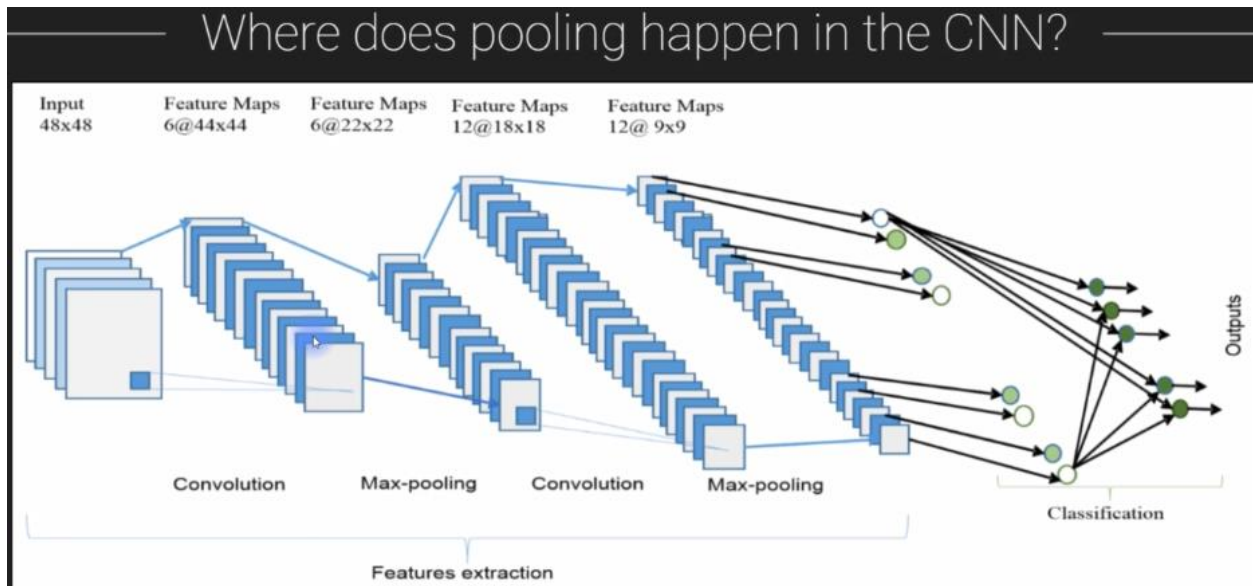 Where does pooling happen in the CNN?
Input
48x48
Feature Maps
6@44x44
Feature Maps
6@22x22
Feature Maps
12@18x18
Feature Maps
12@ 9x9
Outputs
Convolution
Max-pooling
Convolution
Max-pooling
Classification
Features extraction